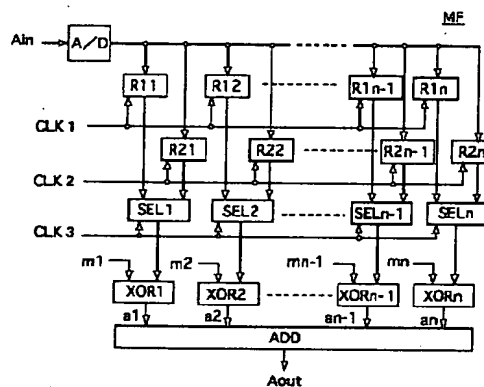 MF
Ain A/D
R11 R12 R1n-1 R1n
CLK 1
R21 R22 R2n-1 R2n
CLK 2
SEL1 SEL2 SELn-1 SELn
CLK 3
m1 m2 mn-1 mn
XOR1 XOR2 XORn-1 XORn
a1 a2 an-1 an
ADD
Aout